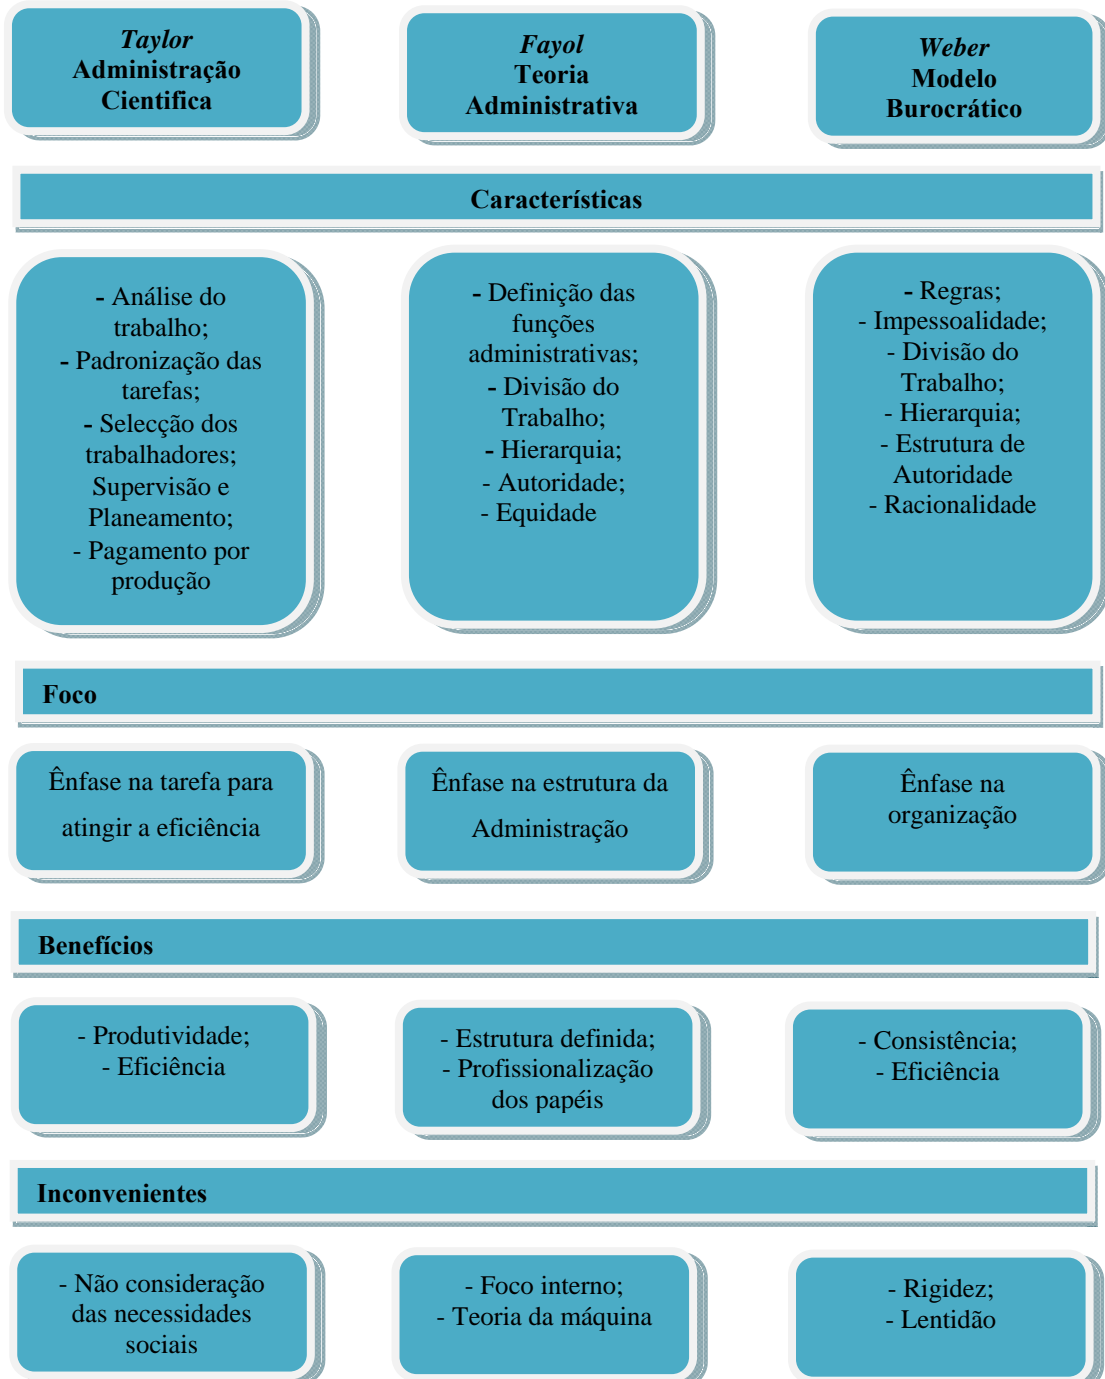 Taylor
Administração
Cientifica
Fayol
Teoria
Administrativa
Weber
Modelo
Burocrático
Características
- Análise do
trabalho;
- Padronização das
tarefas;
- Selecção dos
trabalhadores;
Supervisão e
Planeamento;
- Pagamento por
produção
- Definição das
funções
administrativas;
- Divisão do
Trabalho;
- Hierarquia;
- Autoridade;
- Equidade
- Regras;
- Impessoalidade;
- Divisão do
Trabalho;
- Hierarquia;
- Estrutura de
Autoridade
- Racionalidade
Foco
Ênfase na tarefa para
atingir a eficiência
Ênfase na estrutura da
Administração
Ênfase na
organização
Benefícios
- Produtividade;
- Eficiência
- Estrutura definida;
- Profissionalização
dos papéis
- Consistência;
- Eficiência
Inconvenientes
- Não consideração
das necessidades
sociais
- Foco interno;
- Teoria da máquina
- Rigidez;
- Lentidão